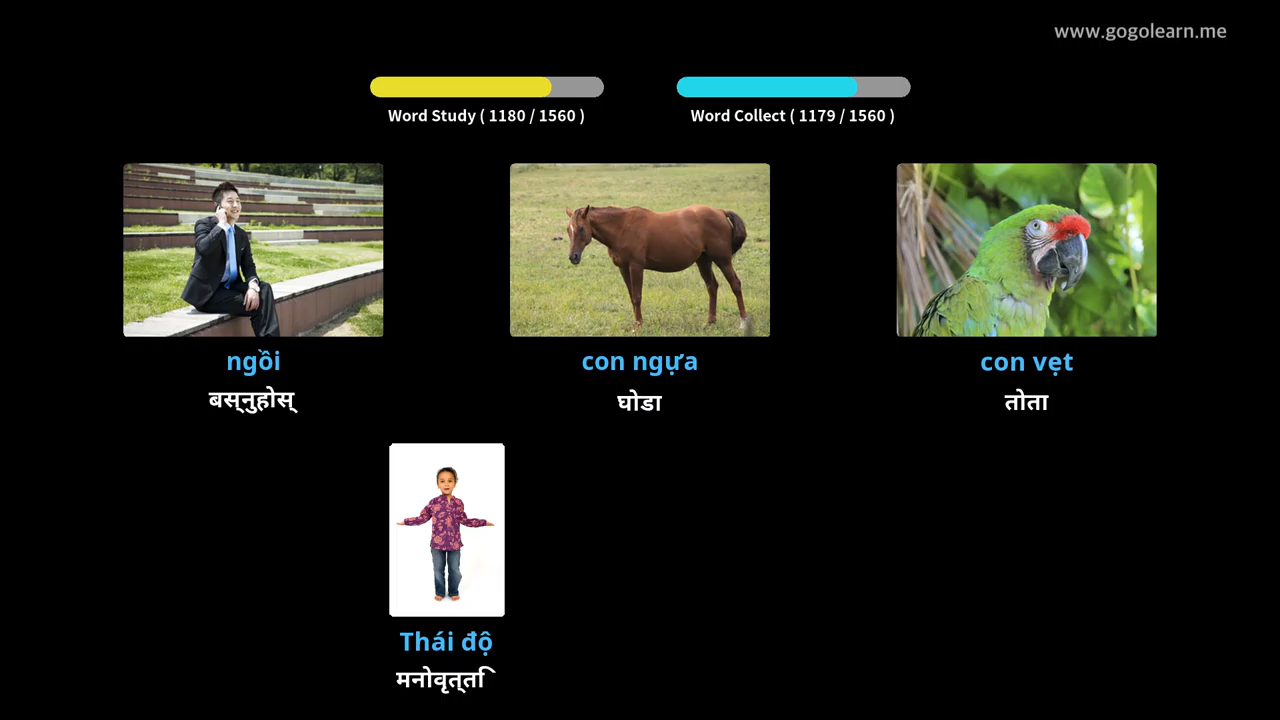 www.gogolearn.me
Word Study ( 1180 / 1560 )
Word Collect ( 1179 / 1560 )
ngồi
बस्नुहोस्
con ngựa
घोडा
con vẹt
तोता
Thái độ
मनोवृत्ति